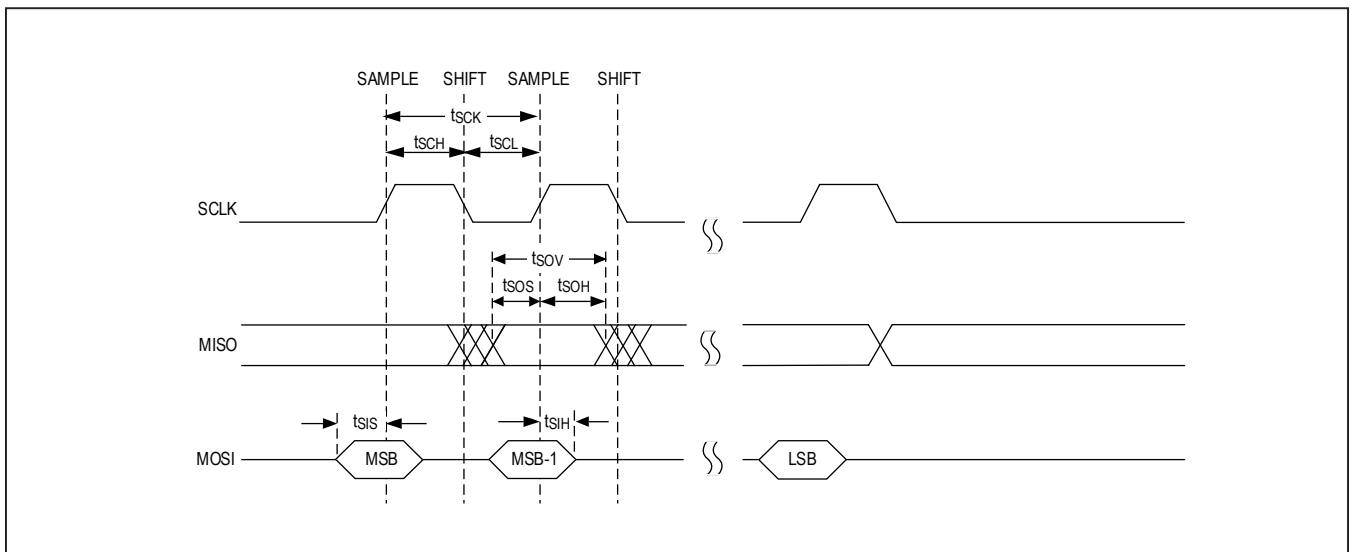 SAMPLE SHIFT SAMPLE SHIFT
tSCK
tSCH tSCL
SCLK
tSOV
tSOS tSOH
MISO
tSIS tSIH
MOSI MSB MSB-1 LSB